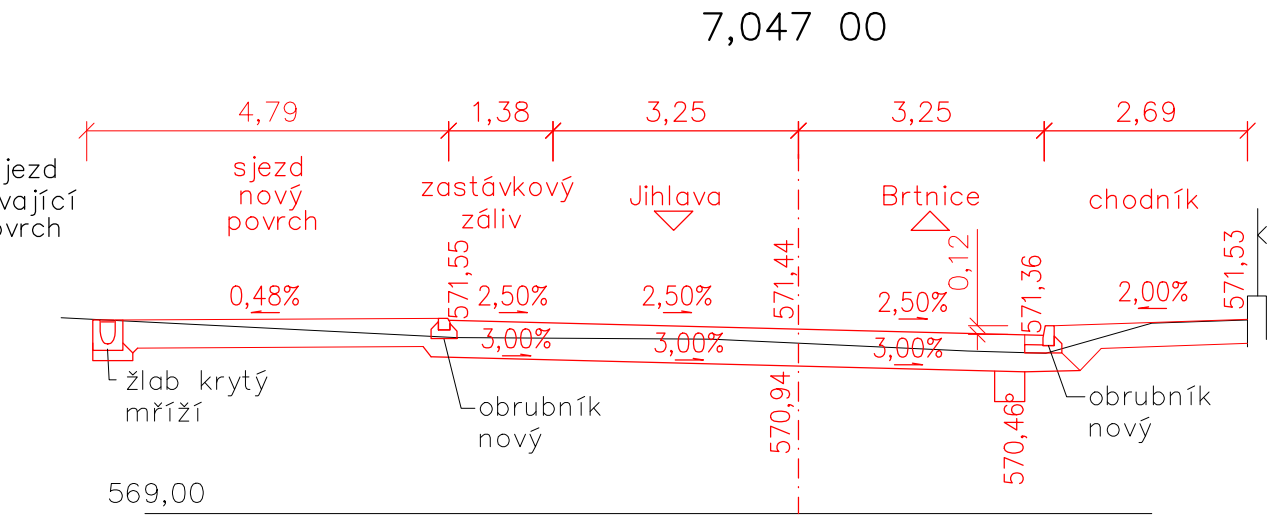 7,047 00
4,79
1,38
3,25
3,25
2,69
jezd
vající
ovrch
sjezd
nový
povrch
zastávkový
záliv
Jihlava
Brtnice
chodník
571,55
571,44
0,12
571,36
571,53
0,48%
2,50%
2,50%
2,50%
2,00%
3,00%
3,00%
3,00%
žlab krytý
mříží
obrubník
nový
570,94
570,46
obrubník
nový
569,00